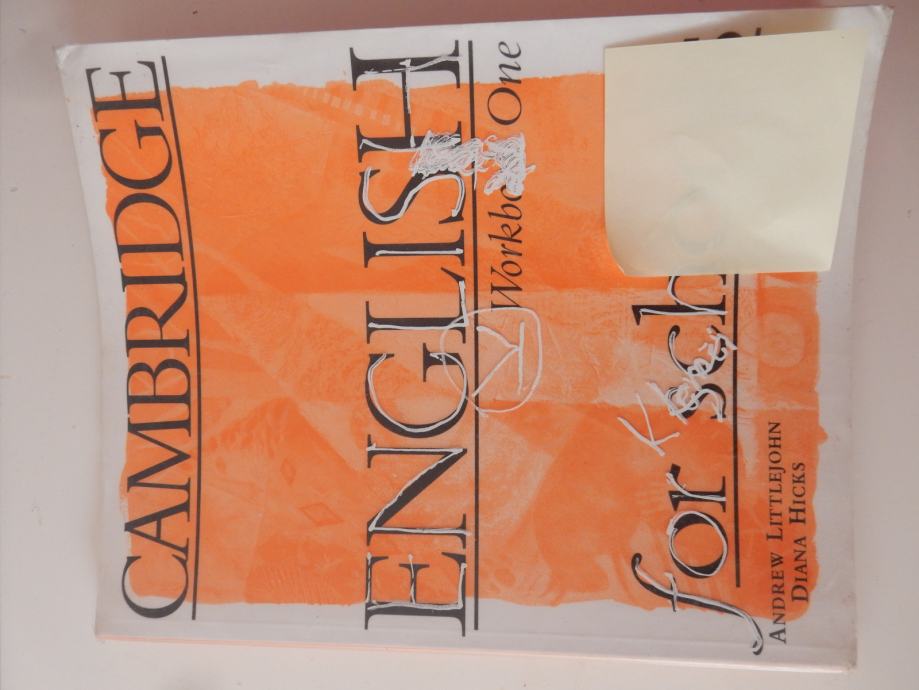 CAMBRIDGE
ENGLISH
Workbook One
for sch
ANDREW LITTLEJOHN
DIANA HICKS